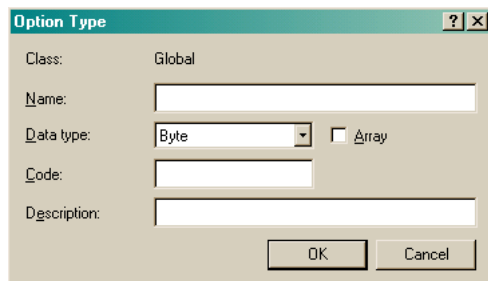 Option Type
Class: Global
Name:
Data type: Byte Array
Code:
Description:
OK Cancel